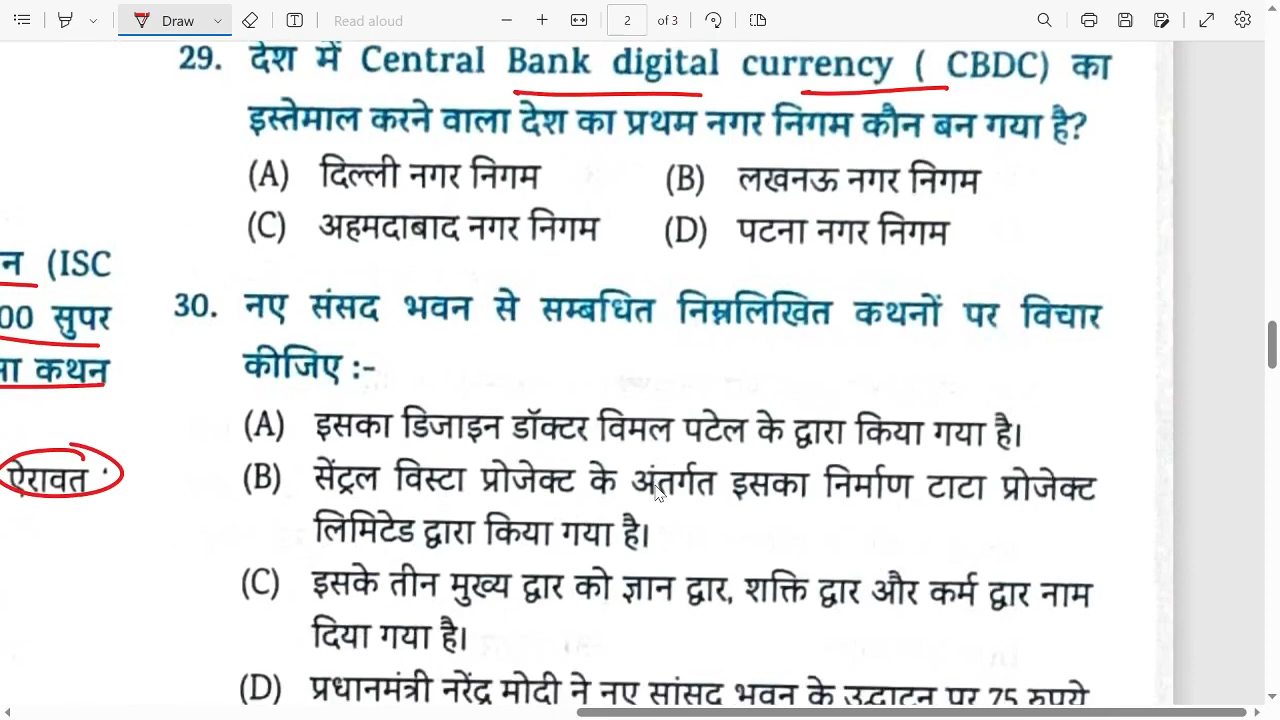 Draw
Read aloud
2
of 3
29. देश में Central Bank digital currency ( CBDC) का
इस्तेमाल करने वाला देश का प्रथम नगर निगम कौन बन गया है?
(A) दिल्ली नगर निगम (B) लखनऊ नगर निगम
(C) अहमदाबाद नगर निगम (D) पटना नगर निगम
न (ISC
00 सुपर
कथन
ऐरावत
30. नए संसद भवन से सम्बधित निम्नलिखित कथनों पर विचार
कीजिए :-
(A) इसका डिजाइन डॉक्टर विमल पटेल के द्वारा किया गया है।
(B) सेंट्रल विस्टा प्रोजेक्ट के अंतर्गत इसका निर्माण टाटा प्रोजेक्ट
लिमिटेड द्वारा किया गया है।
(C) इसके तीन मुख्य द्वार को ज्ञान द्वार, शक्ति द्वार और कर्म द्वार नाम
दिया गया है।
(D) प्रधानमंत्री नरेंद्र मोदी ने नए सांसद भवन के उद्घाटन पर 75 रुपये